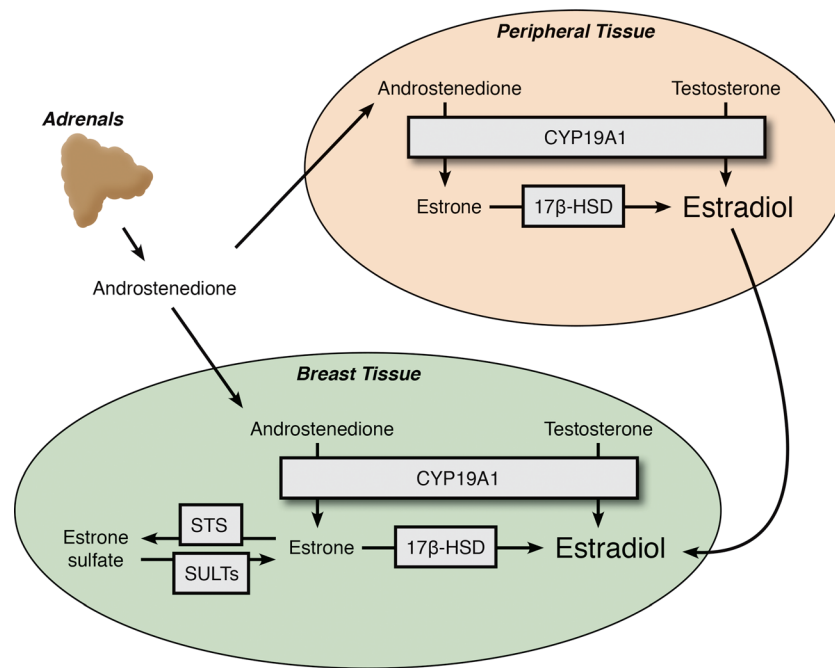 Peripheral Tissue
Androstenedione Testosterone
CYP19A1
Estrone 17β-HSD Estradiol
Adrenals
Androstenedione
Breast Tissue
Androstenedione Testosterone
CYP19A1
STS
Estrone
sulfate
SULTs
Estrone 17β-HSD Estradiol